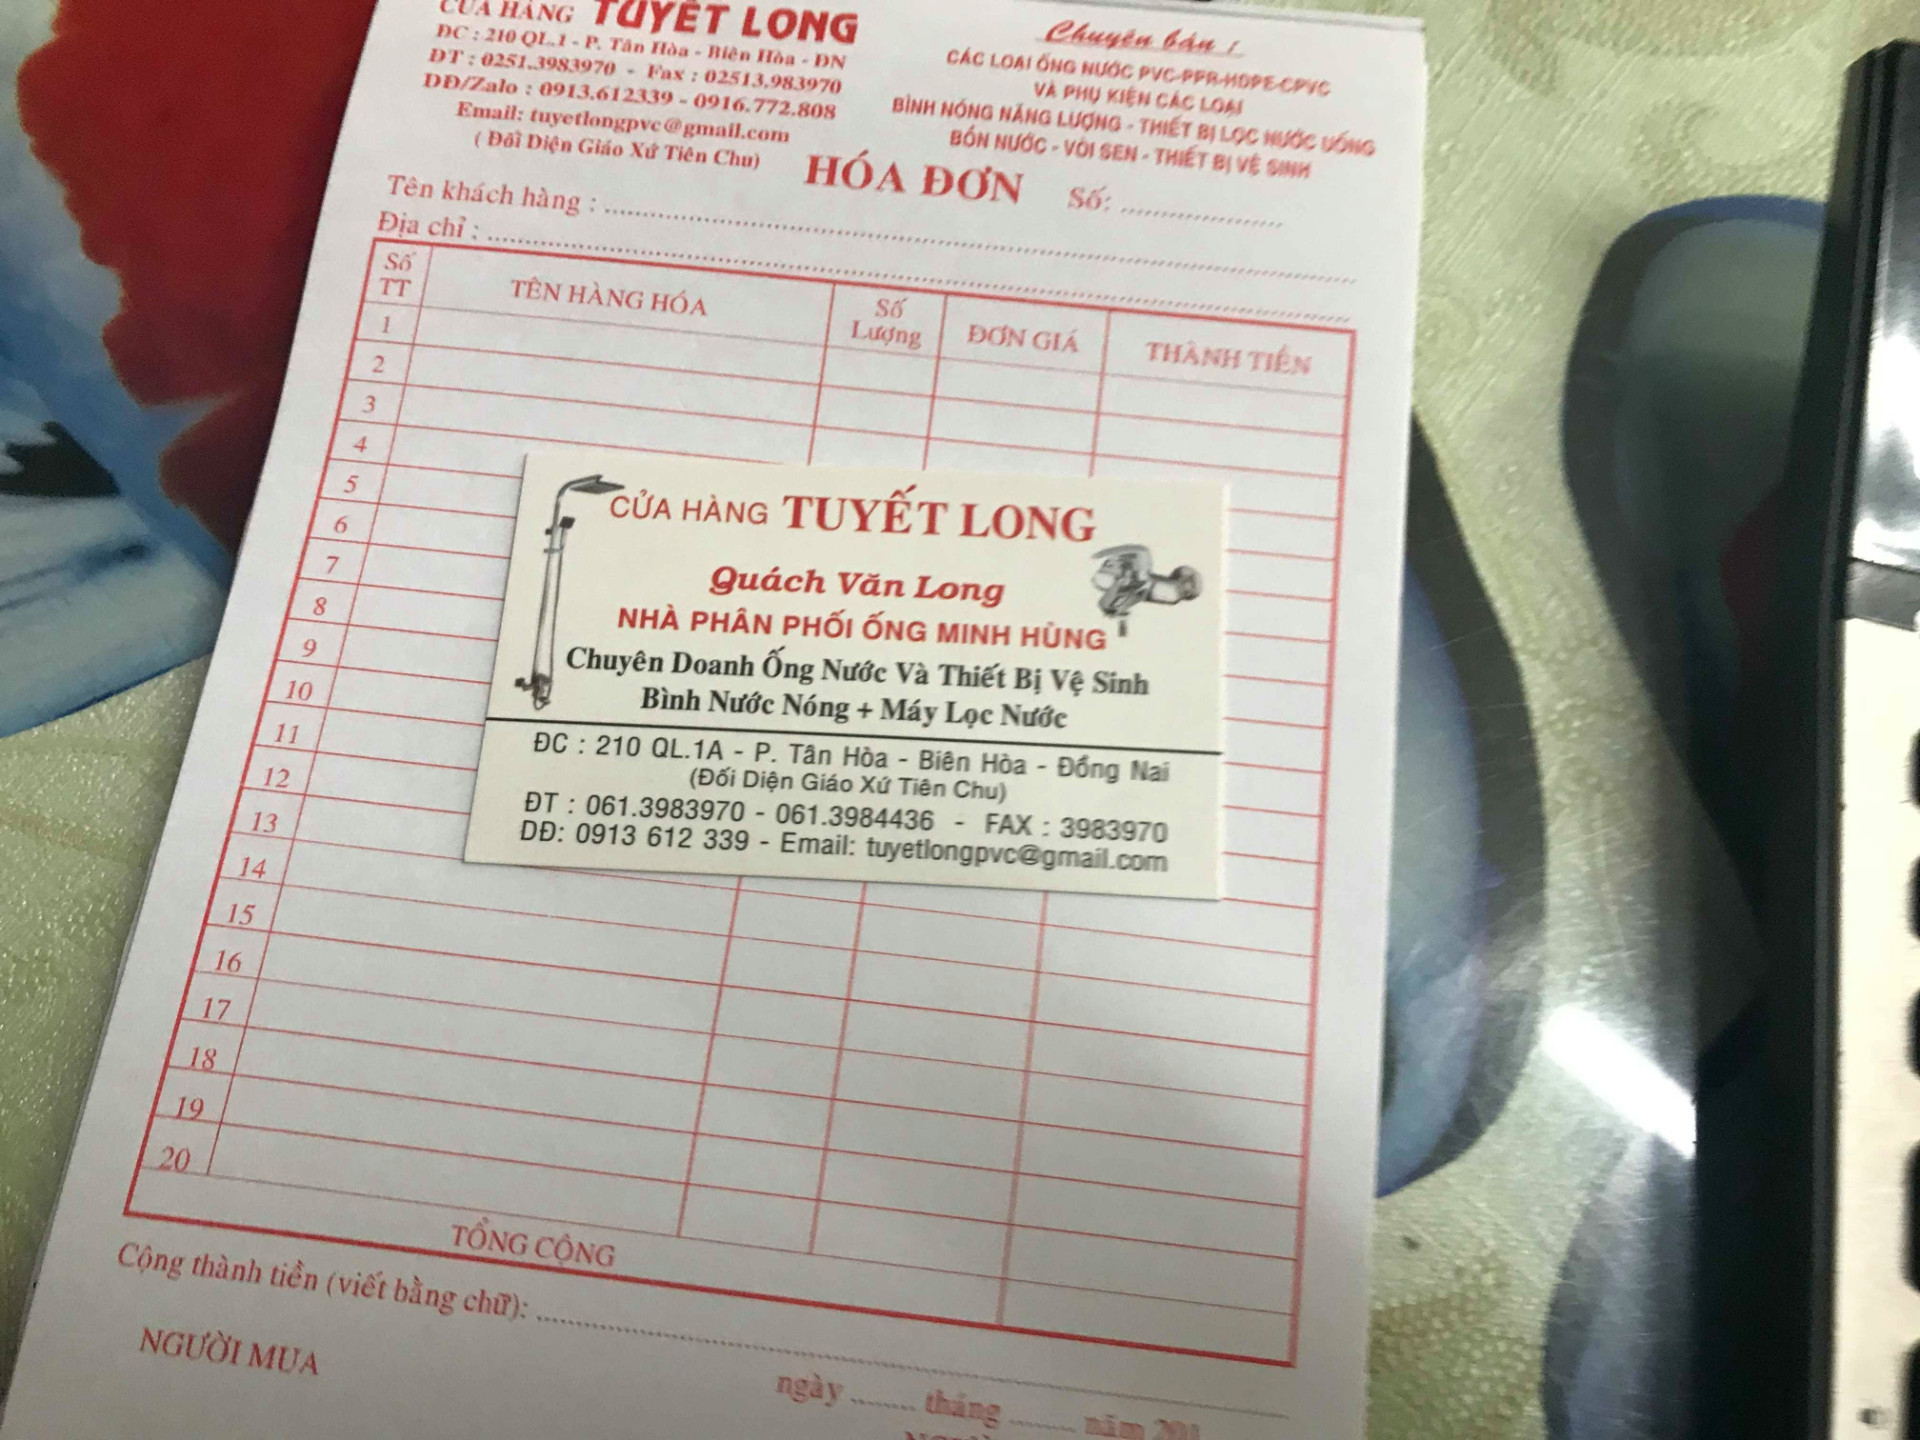 CỬA HÀNG TUYẾT LONG
ĐC : 210 QL.1 - P. Tân Hòa - Biên Hòa - ĐN
ĐT : 0251.3983970 - Fax : 02513.983970
DĐ/Zalo : 0913.612339 - 0916.772.808
Email: tuyetlongpvc@gmail.com
( Đối Diện Giáo Xứ Tiên Chu)
Chuyên bán :
CÁC LOẠI ỐNG NƯỚC PVC-PPR-HDPE-CPVC
VÀ PHỤ KIỆN CÁC LOẠI
BÌNH NÓNG NĂNG LƯỢNG - THIẾT BỊ LỌC NƯỚC UỐNG
BỒN NƯỚC - VÒI SEN - THIẾT BỊ VỆ SINH
HÓA ĐƠN Số: ....................
Tên khách hàng :
Địa chỉ :
Số TT
TÊN HÀNG HÓA
Số Lượng
ĐƠN GIÁ
THÀNH TIỀN
1
2
3
4
5
6
7
8
9
10
11
12
13
14
15
16
17
18
19
20
CỬA HÀNG TUYẾT LONG
Quách Văn Long
NHÀ PHÂN PHỐI ỐNG MINH HÙNG
Chuyên Doanh Ống Nước Và Thiết Bị Vệ Sinh
Bình Nước Nóng + Máy Lọc Nước
ĐC : 210 QL.1A - P. Tân Hòa - Biên Hòa - Đồng Nai
(Đối Diện Giáo Xứ Tiên Chu)
ĐT : 061.3983970 - 061.3984436 - FAX : 3983970
DĐ: 0913 612 339 - Email: tuyetlongpvc@gmail.com
TỔNG CỘNG
Cộng thành tiền (viết bằng chữ):
NGƯỜI MUA
ngày ........ tháng ........ năm 201